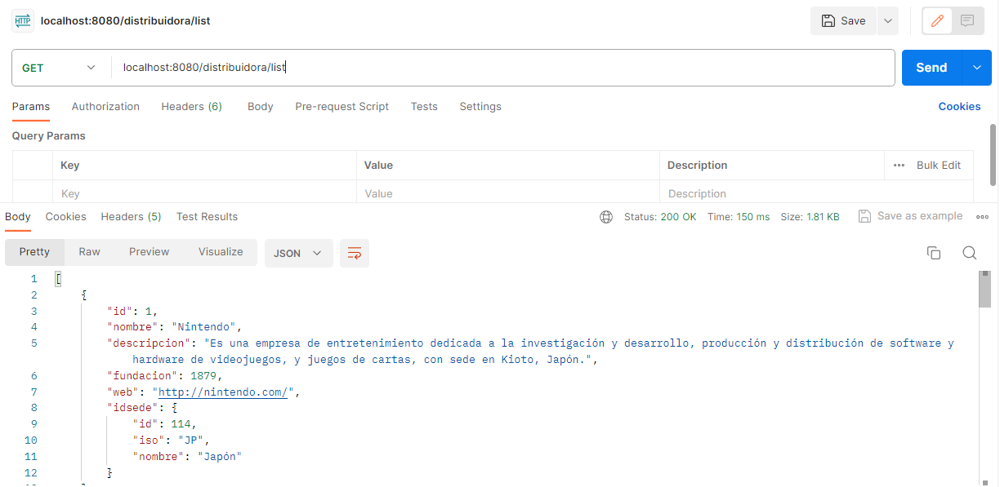 HTTP localhost:8080/distribuidora/list Save
GET localhost:8080/distribuidora/list Send
Params Authorization Headers (6) Body Pre-request Script Tests Settings Cookies
Query Params
Key Value Description Bulk Edit
Key Value Description
Body Cookies Headers (5) Test Results Status: 200 OK Time: 150 ms Size: 1.81 KB Save as example
Pretty Raw Preview Visualize JSON
1 [
2 {
3 "id": 1,
4 "nombre": "Nintendo",
5 "descripcion": "Es una empresa de entretenimiento dedicada a la investigación y desarrollo, producción y distribución de software y
hardware de videojuegos, y juegos de cartas, con sede en Kioto, Japón.",
6 "fundacion": 1879,
7 "web": "http://nintendo.com/",
8 "idsede": {
9 "id": 114,
10 "iso": "JP",
11 "nombre": "Japón"
12 }